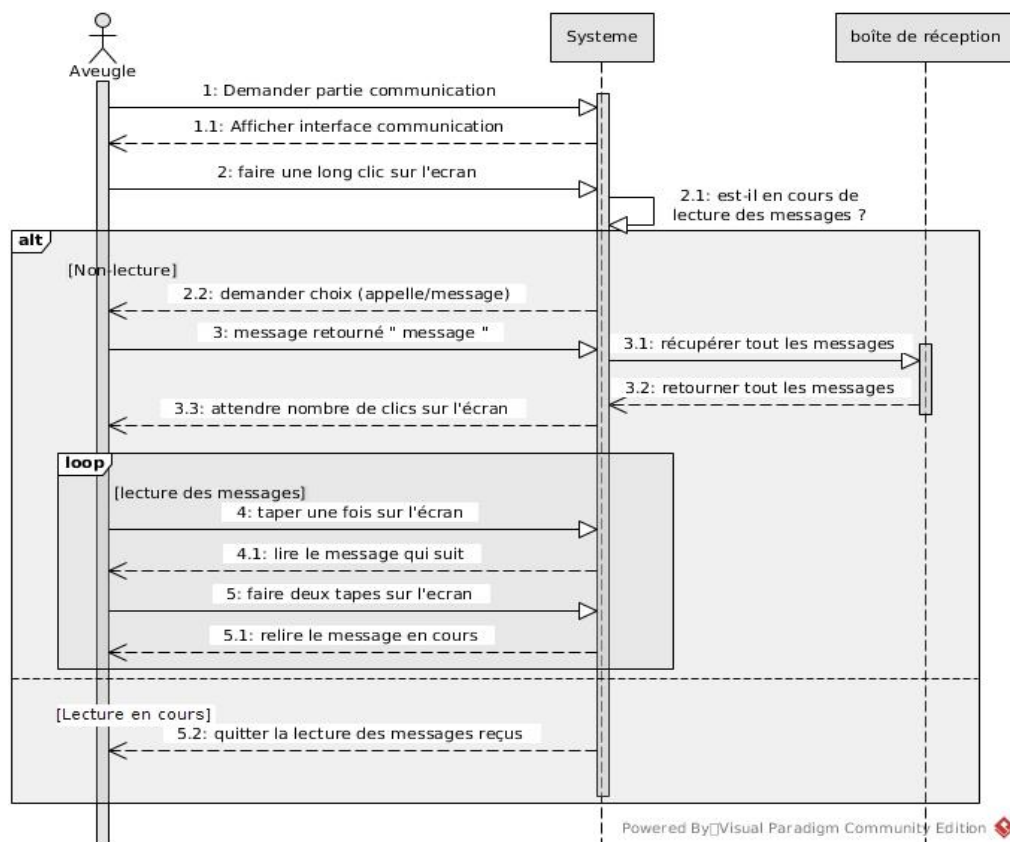 Systeme
boîte de réception
Aveugle
1: Demander partie communication
1.1: Afficher interface communication
2: faire une long clic sur l'ecran
2.1: est-il en cours de
lecture des messages ?
alt
[Non-lecture]
2.2: demander choix (appelle/message)
3: message retourné " message "
3.1: récupérer tout les messages
3.2: retourner tout les messages
3.3: attendre nombre de clics sur l'écran
loop
[lecture des messages]
4: taper une fois sur l'écran
4.1: lire le message qui suit
5: faire deux tapes sur l'ecran
5.1: relire le message en cours
[Lecture en cours]
5.2: quitter la lecture des messages reçus
Powered By Visual Paradigm Community Edition